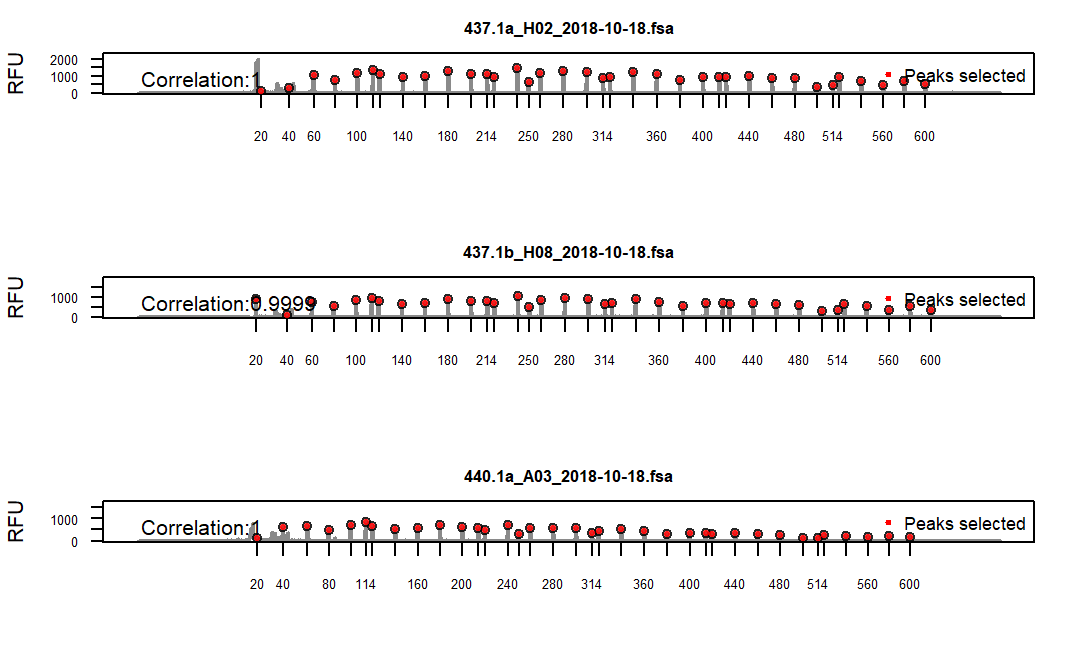 437.1a_H02_2018-10-18.fsa
RFU
2000
1000
0
Correlation:1
Peaks selected
20 40 60 100 140 180 214 250 280 314 360 400 440 480 514 560 600
437.1b_H08_2018-10-18.fsa
RFU
1000
0
Correlation:0.9999
Peaks selected
20 40 60 100 140 180 214 250 280 314 360 400 440 480 514 560 600
440.1a_A03_2018-10-18.fsa
RFU
1000
0
Correlation:1
Peaks selected
20 40 80 114 160 200 240 280 314 360 400 440 480 514 560 600